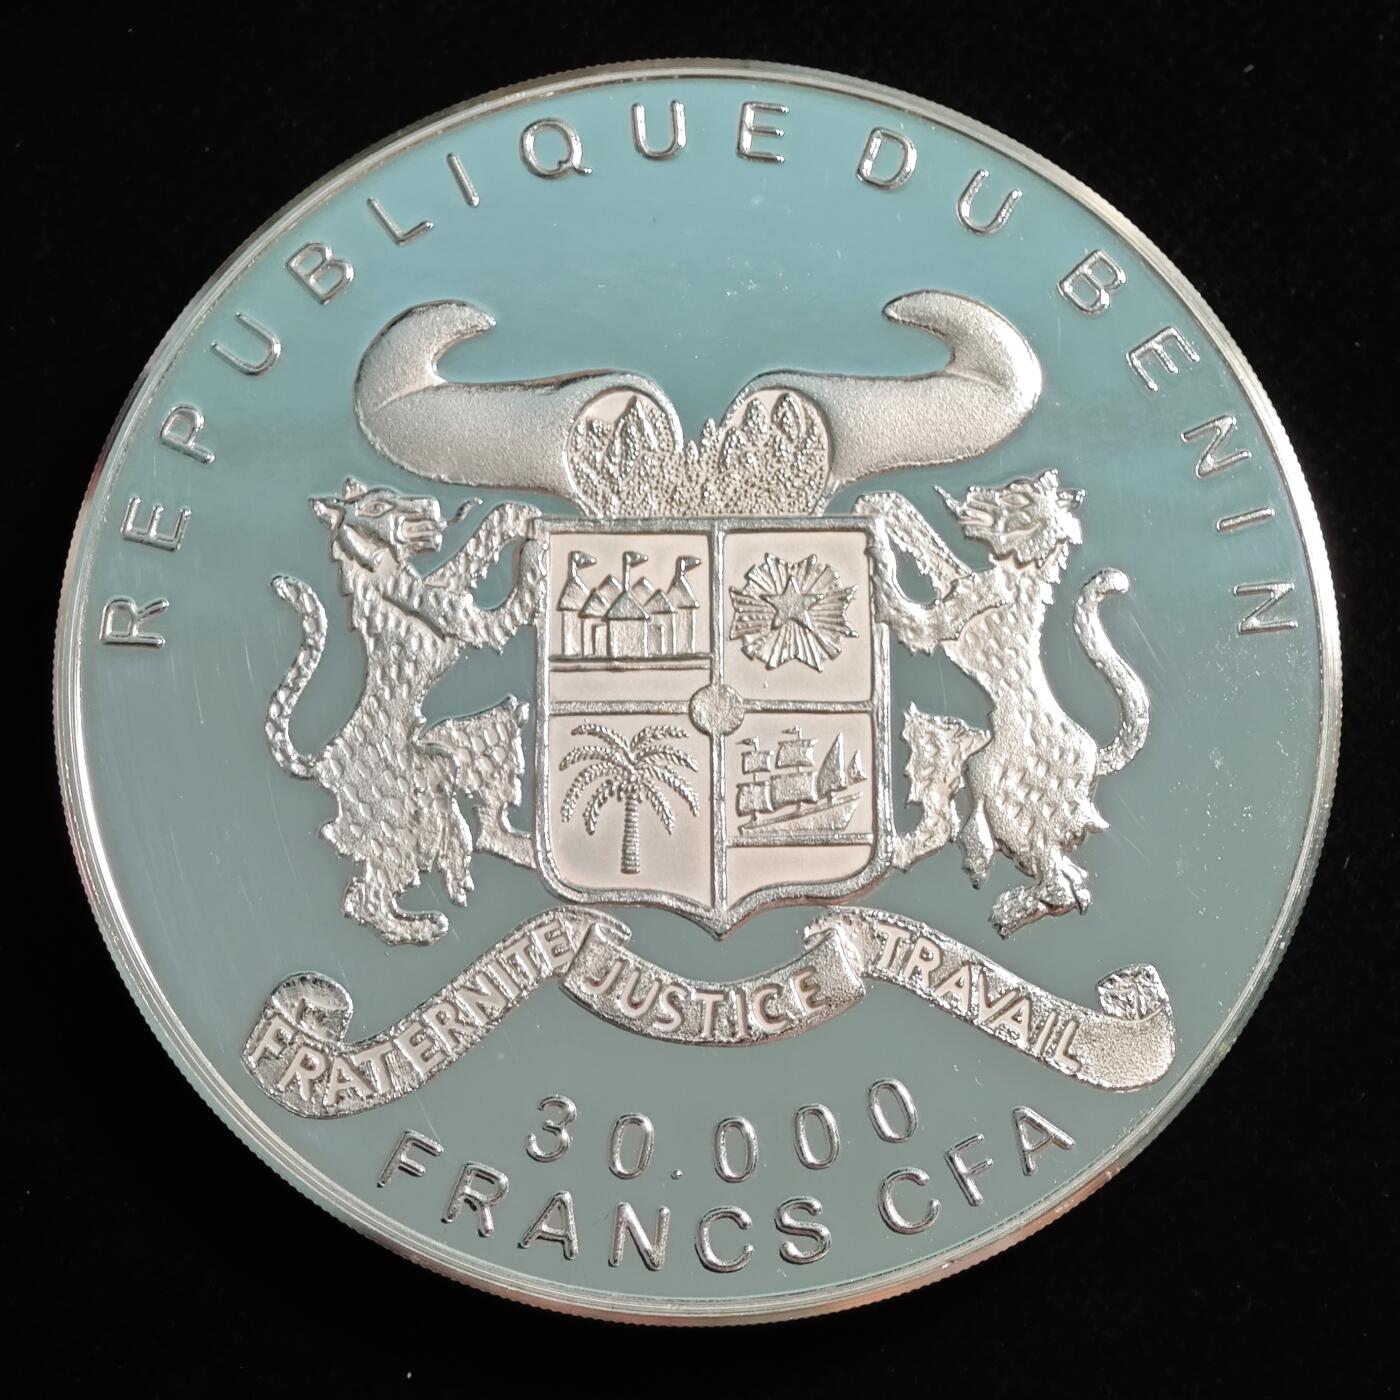 REPUBLIQUE DU BENIN
FRATERNITE JUSTICE TRAVAIL
30.000
FRANCS CFA